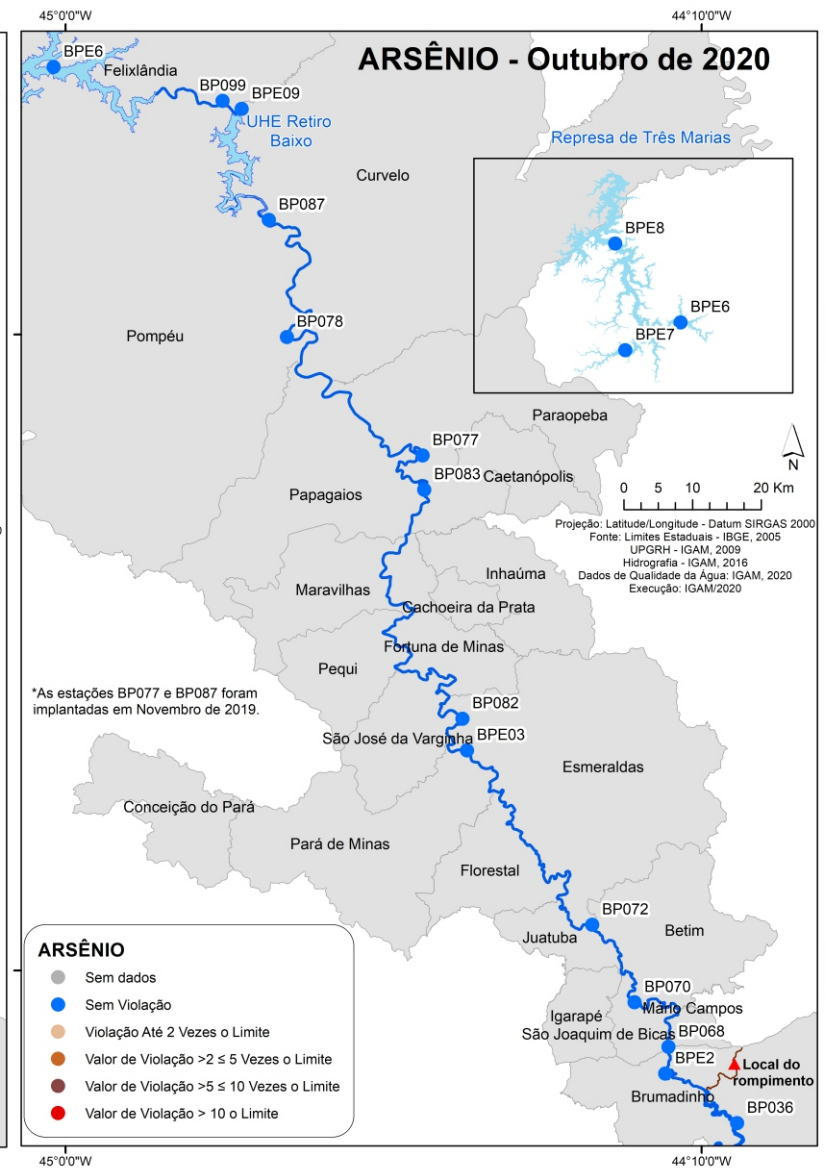 45°0'0"W
44°10'0"W
ARSÊNIO - Outubro de 2020
BPE6
Felixlândia
BP099
BPE09
UHE Retiro
Baixo
Represa de Três Marias
Curvelo
BP087
BPE8
BPE6
BPE7
BP078
Pompéu
Paraopeba
N
BP077
BP083
Caetanópolis
Papagaios
0 5 10 20 Km
Projeção: Latitude/Longitude - Datum SIRGAS 2000
Fonte: Limites Estaduais - IBGE, 2005
UPGRH - IGAM, 2009
Hidrografia - IGAM, 2016
Dados de Qualidade da Água: IGAM, 2020
Execução: IGAM/2020
Inhaúma
Maravilhas
Cachoeira da Prata
Fortuna de Minas
Pequi
*As estações BP077 e BP087 foram
implantadas em Novembro de 2019.
BP082
São José da Varginha
BPE03
Esmeraldas
Conceição do Pará
Pará de Minas
Florestal
BP072
Juatuba
Betim
BP070
Mário Campos
Igarapé
São Joaquim de Bicas
BP068
BPE2
Local do
rompimento
Brumadinho
BP036
ARSÊNIO
Sem dados
Sem Violação
Violação Até 2 Vezes o Limite
Valor de Violação >2 ≤ 5 Vezes o Limite
Valor de Violação >5 ≤ 10 Vezes o Limite
Valor de Violação > 10 o Limite
45°0'0"W
44°10'0"W